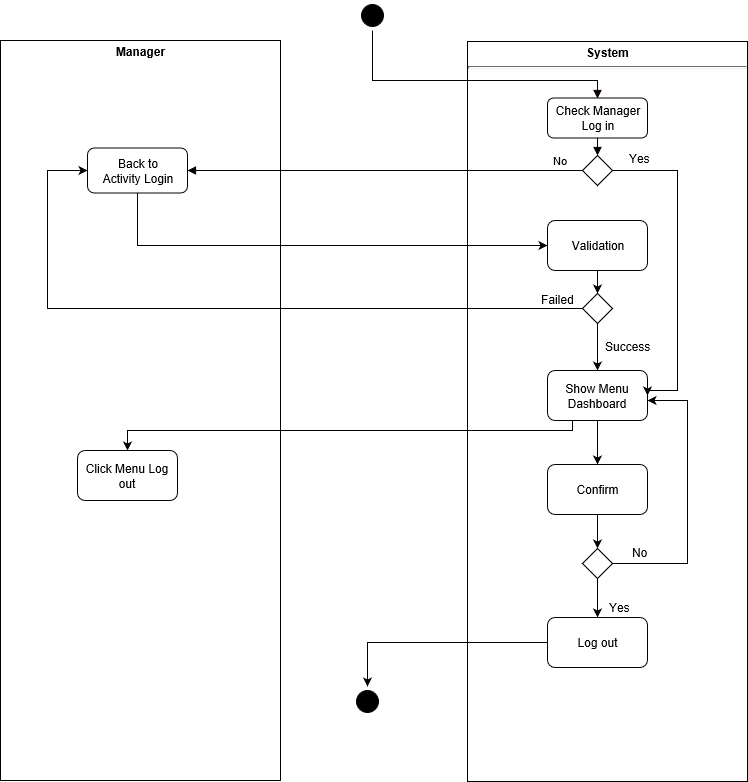 Manager
System
Check Manager
Log in
No
Yes
Back to
Activity Login
Validation
Failed
Success
Show Menu
Dashboard
Click Menu Log
out
Confirm
No
Yes
Log out